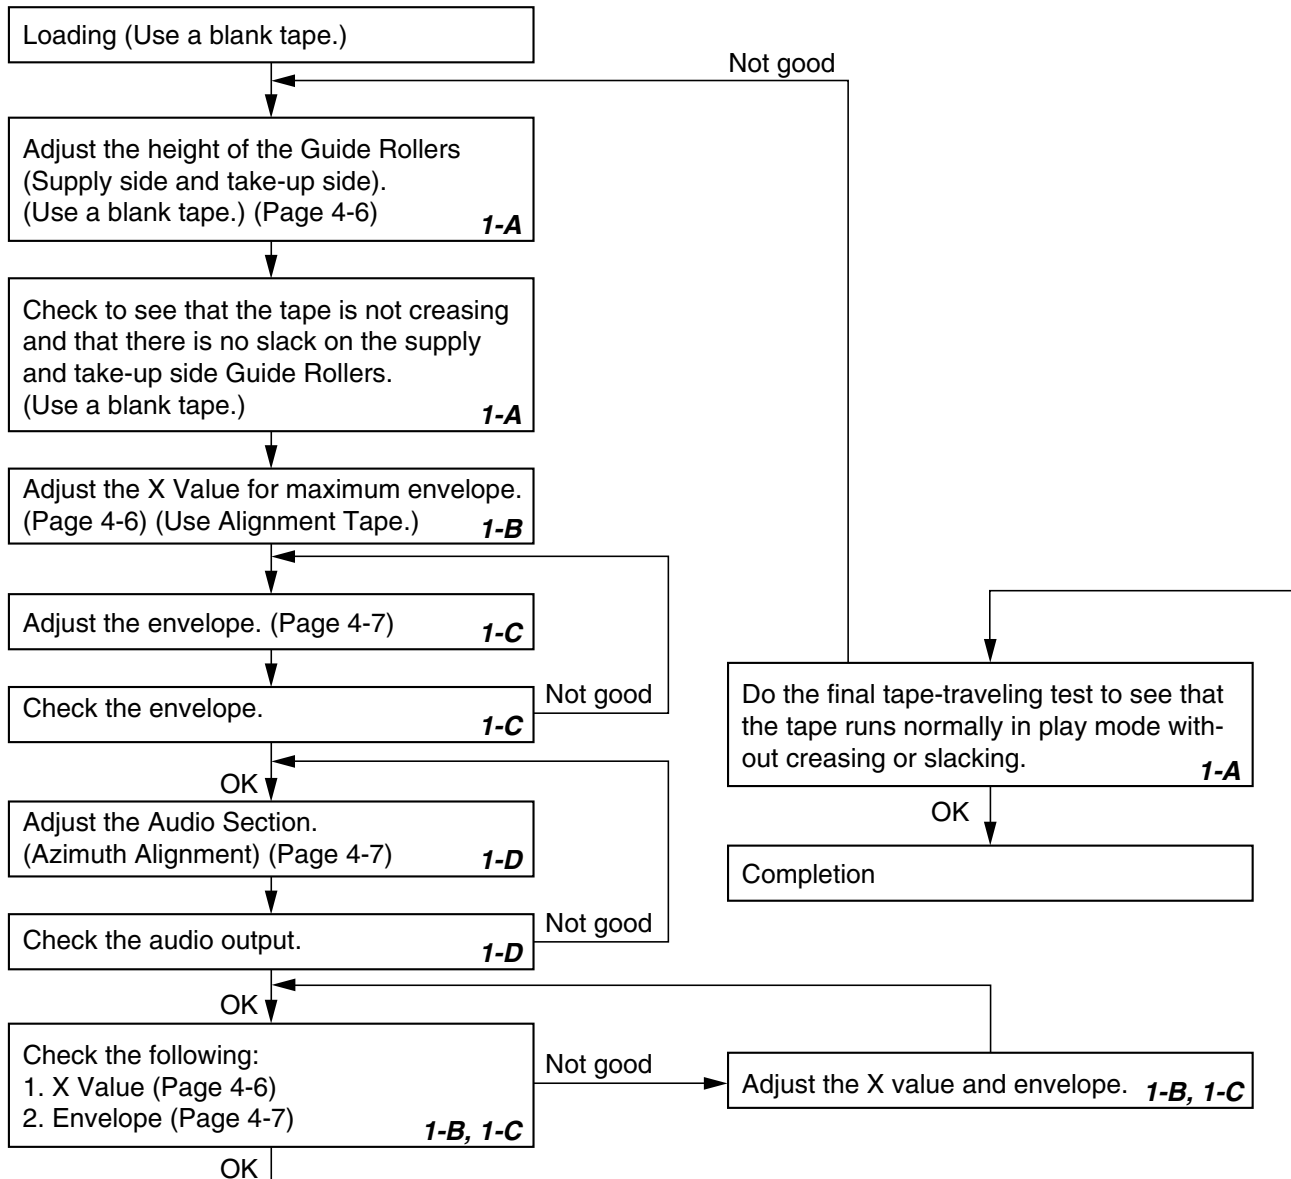 Loading (Use a blank tape.)
Not good
Adjust the height of the Guide Rollers
(Supply side and take-up side).
(Use a blank tape.) (Page 4-6)
1-A
Check to see that the tape is not creasing
and that there is no slack on the supply
and take-up side Guide Rollers.
(Use a blank tape.)
1-A
Adjust the X Value for maximum envelope.
(Page 4-6) (Use Alignment Tape.)
1-B
Adjust the envelope. (Page 4-7)
1-C
Check the envelope.
1-C
Not good
OK
Adjust the Audio Section.
(Azimuth Alignment) (Page 4-7)
1-D
Check the audio output.
1-D
Not good
OK
Check the following:
1. X Value (Page 4-6)
2. Envelope (Page 4-7)
1-B, 1-C
Not good
Adjust the X value and envelope.
1-B, 1-C
OK
Do the final tape-traveling test to see that
the tape runs normally in play mode with-
out creasing or slacking.
1-A
OK
Completion